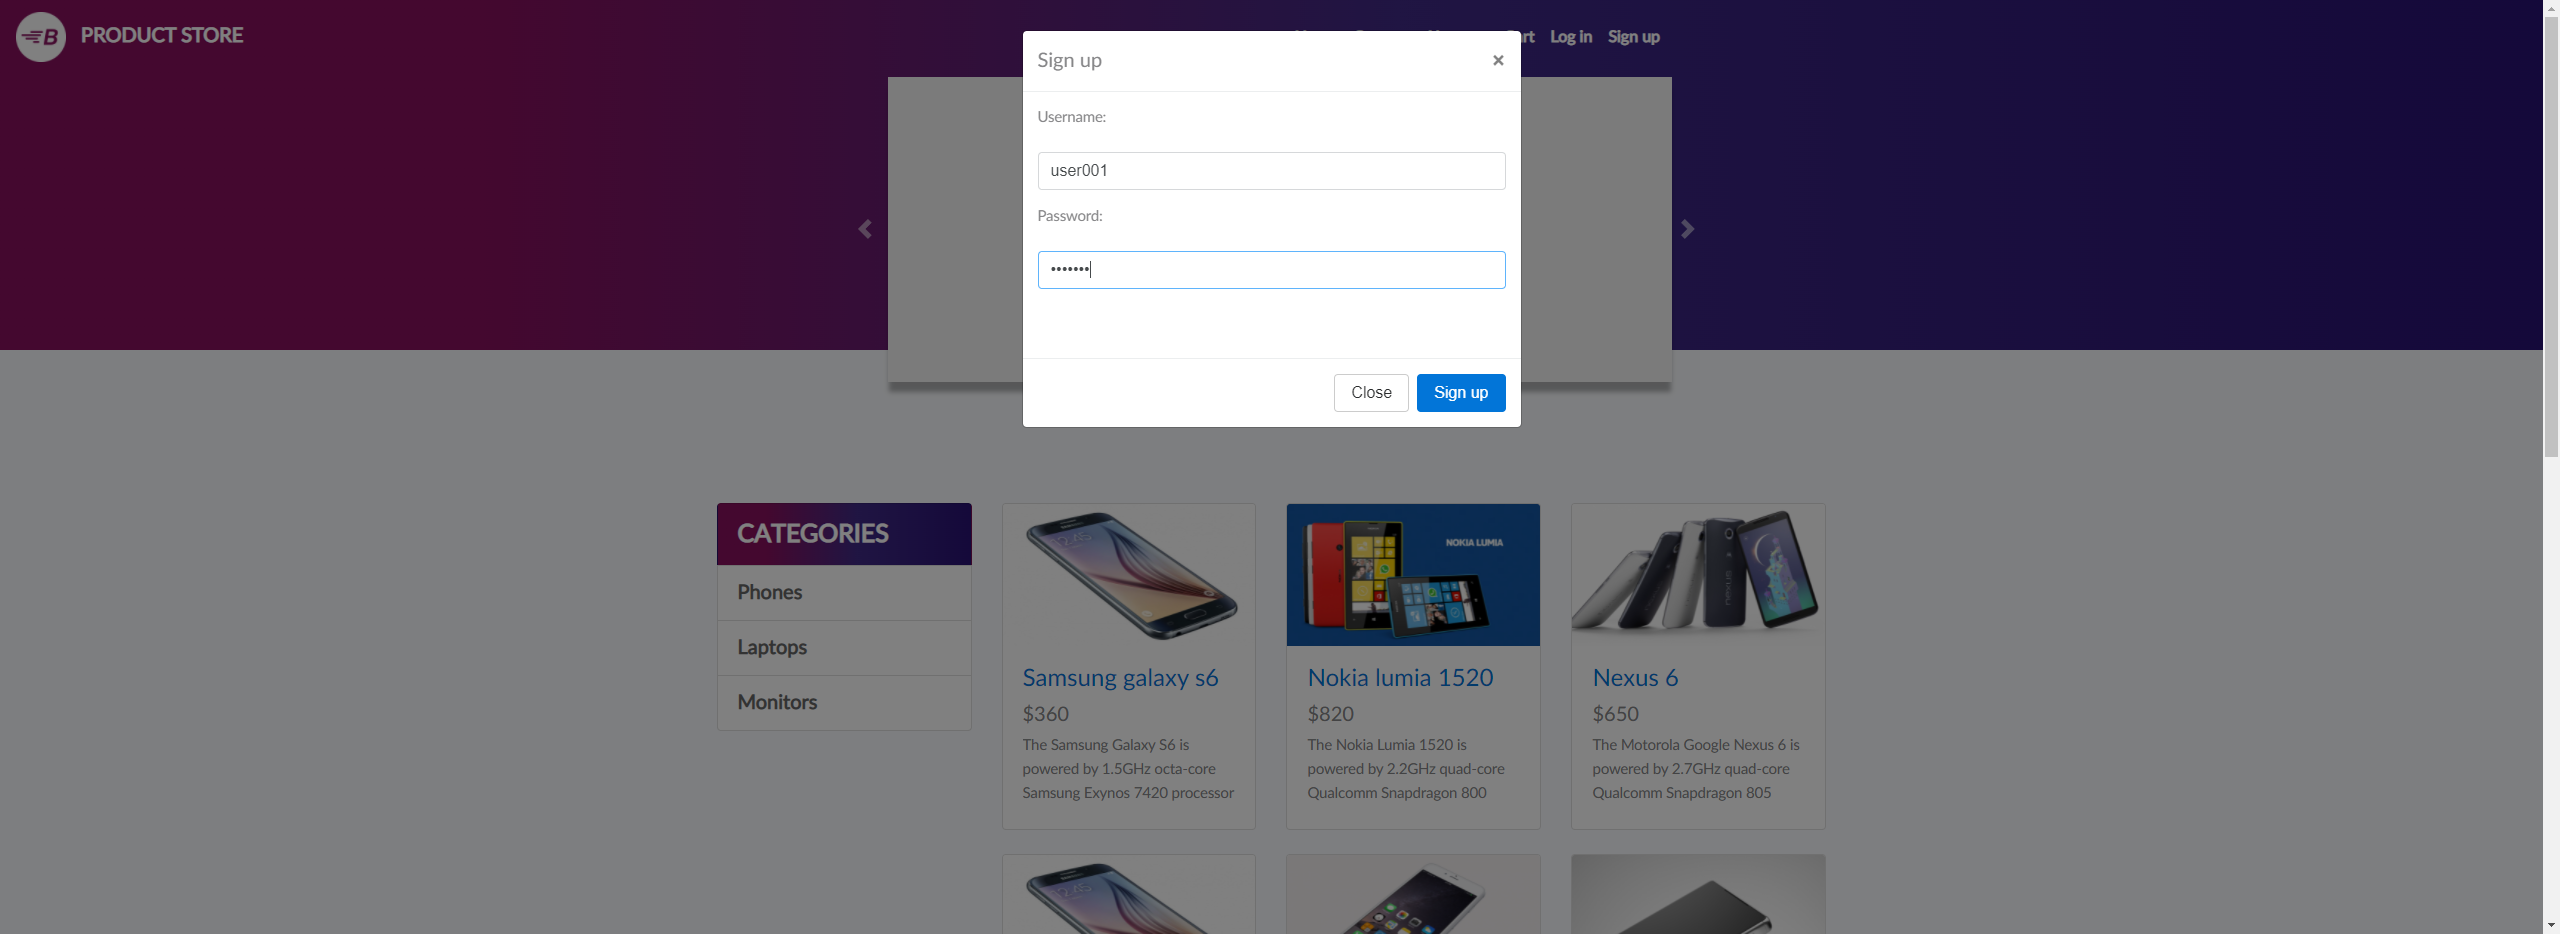 B PRODUCT STORE
Log in Sign up
Sign up ×
Username:
user001
Password:
•••••••
Close Sign up
CATEGORIES
Phones
Laptops
Monitors
NOKIA LUMIA
Samsung galaxy s6
$360
The Samsung Galaxy S6 is
powered by 1.5GHz octa-core
Samsung Exynos 7420 processor
Nokia lumia 1520
$820
The Nokia Lumia 1520 is
powered by 2.2GHz quad-core
Qualcomm Snapdragon 800
Nexus 6
$650
The Motorola Google Nexus 6 is
powered by 2.7GHz quad-core
Qualcomm Snapdragon 805